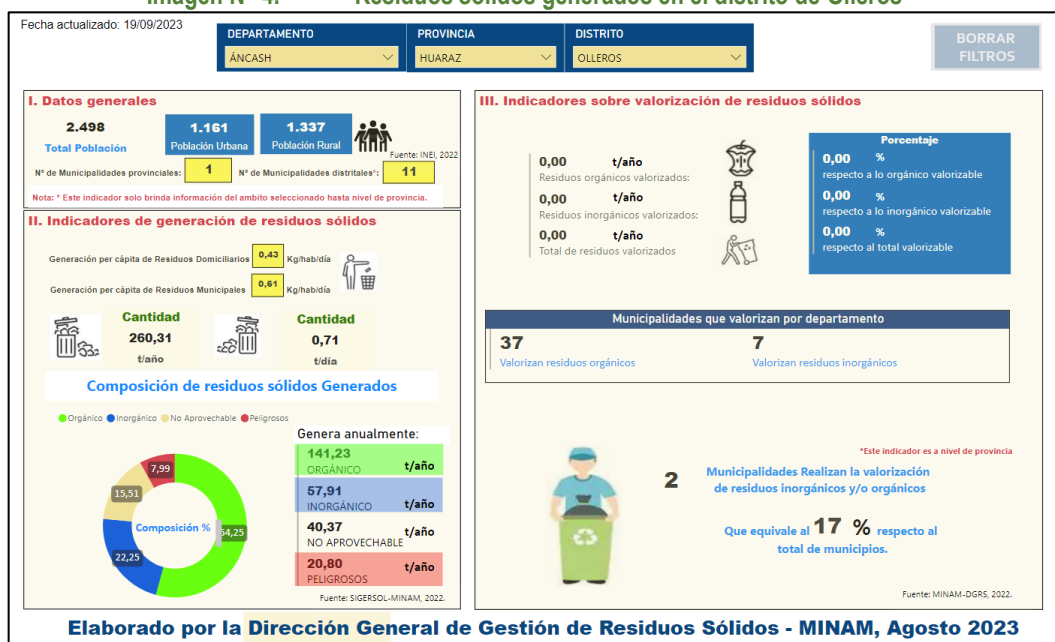 Imagen N° 4. Residuos sólidos generados en el distrito de Olleros
Fecha actualizado: 19/09/2023
DEPARTAMENTO
ÁNCASH
PROVINCIA
HUARAZ
DISTRITO
OLLEROS
BORRAR
FILTROS
I. Datos generales
2.498
Total Población
1.161
Población Urbana
1.337
Población Rural
Fuente: INEI, 2022
N° de Municipalidades provinciales: 1 N° de Municipalidades distritales*: 11
Nota: * Este indicador solo brinda información del ambito seleccionado hasta nivel de provincia.
II. Indicadores de generación de residuos sólidos
Generación per cápita de Residuos Domiciliarios 0,43 Kg/hab/día
Generación per cápita de Residuos Municipales 0,61 Kg/hab/día
Cantidad
260,31
t/año
Cantidad
0,71
t/día
Composición de residuos sólidos Generados
Orgánico Inorgánico No Aprovechable Peligrosos
7,99
15,51
Composición %
54,25
22,25
Genera anualmente:
141,23
ORGÁNICO t/año
57,91
INORGÁNICO t/año
40,37
NO APROVECHABLE t/año
20,80
PELIGROSOS t/año
Fuente: SIGERSOL-MINAM, 2022.
III. Indicadores sobre valorización de residuos sólidos
0,00 t/año
Residuos orgánicos valorizados:
0,00 t/año
Residuos inorgánicos valorizados:
0,00 t/año
Total de residuos valorizados
Porcentaje
0,00 %
respecto a lo orgánico valorizable
0,00 %
respecto a lo inorgánico valorizable
0,00 %
respecto al total valorizable
Municipalidades que valorizan por departamento
37
Valorizan residuos orgánicos
7
Valorizan residuos inorgánicos
*Este indicador es a nivel de provincia
2 Municipalidades Realizan la valorización
de residuos inorgánicos y/o orgánicos
Que equivale al 17 % respecto al
total de municipios.
Fuente: MINAM-DGRS, 2022.
Elaborado por la Dirección General de Gestión de Residuos Sólidos - MINAM, Agosto 2023